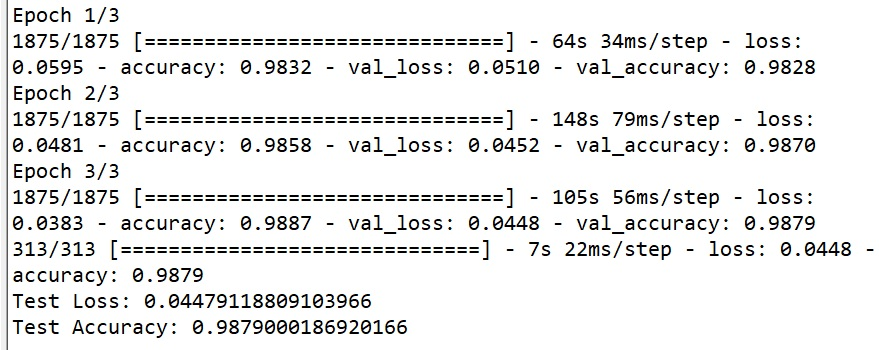 Epoch 1/3
1875/1875 [==============================] - 64s 34ms/step - loss:
0.0595 - accuracy: 0.9832 - val_loss: 0.0510 - val_accuracy: 0.9828
Epoch 2/3
1875/1875 [==============================] - 148s 79ms/step - loss:
0.0481 - accuracy: 0.9858 - val_loss: 0.0452 - val_accuracy: 0.9870
Epoch 3/3
1875/1875 [==============================] - 105s 56ms/step - loss:
0.0383 - accuracy: 0.9887 - val_loss: 0.0448 - val_accuracy: 0.9879
313/313 [==============================] - 7s 22ms/step - loss: 0.0448 -
accuracy: 0.9879
Test Loss: 0.04479118809103966
Test Accuracy: 0.9879000186920166